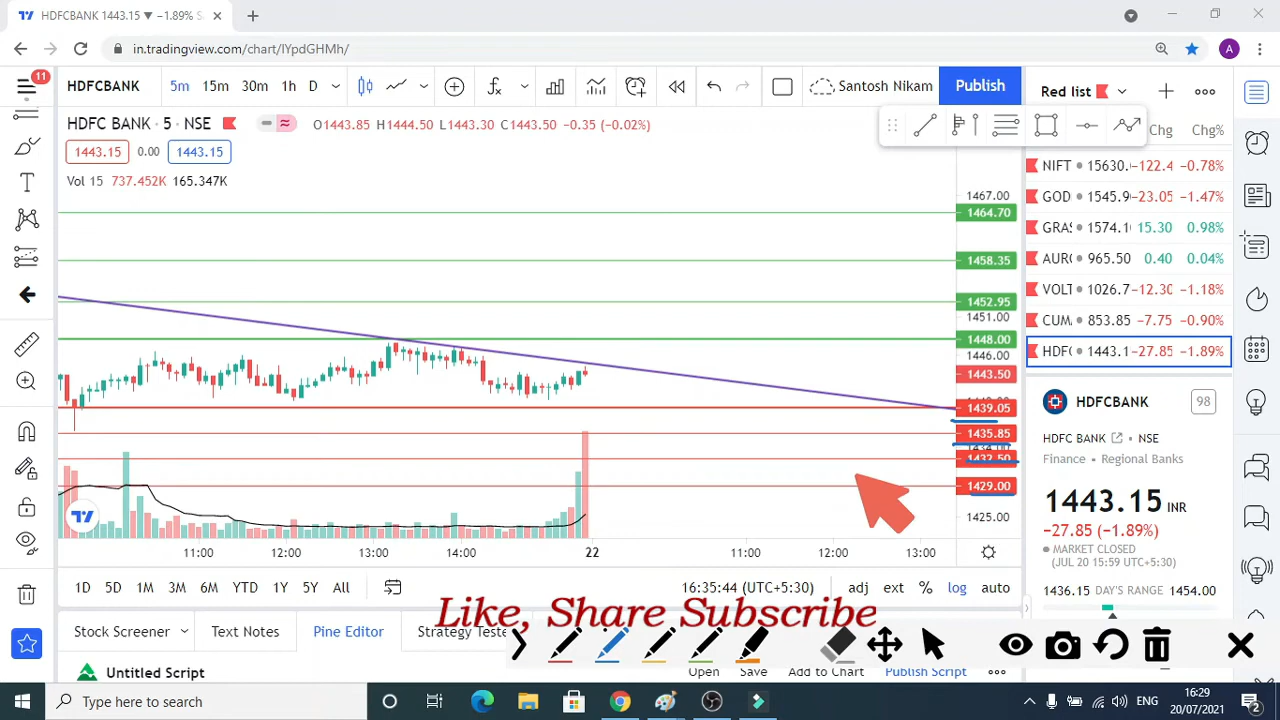 HDFCBANK 1443.15 ▼ −1.89%
in.tradingview.com/chart/IYpdGHMh/
A
11
HDFCBANK 5m 15m 30m 1h D Santosh Nikam Publish
Red list
HDFC BANK · 5 · NSE O1443.85 H1444.50 L1443.30 C1443.50 −0.35 (−0.02%)
Chg Chg%
1443.15 0.00 1443.15
Vol 15 737.452K 165.347K
1467.00
1464.70
1458.35
1452.95
1451.00
1448.00
1446.00
1443.50
1439.05
1435.85
1432.50
1429.00
1425.00
NIFT 15630. −122.4 −0.78%
GOD 1545.9 −23.05 −1.47%
GRAS 1574.1 15.30 0.98%
AURO 965.50 0.40 0.04%
VOLT 1026.7 −12.30 −1.18%
CUM 853.85 −7.75 −0.90%
HDFC 1443.1 −27.85 −1.89%
HDFCBANK 98
HDFC BANK • NSE
Finance • Regional Banks
1443.15 INR
−27.85 (−1.89%)
MARKET CLOSED
(JUL 20 15:59 UTC+5:30)
1436.15 DAY'S RANGE 1454.00
11:00 12:00 13:00 14:00 22 11:00 12:00 13:00
1D 5D 1M 3M 6M YTD 1Y 5Y All 16:35:44 (UTC+5:30) adj ext % log auto
Like, Share Subscribe
Stock Screener Text Notes Pine Editor Strategy Teste
Untitled Script Open Save Add to Chart Publish Script
Type here to search
ENG
16:29
20/07/2021
2